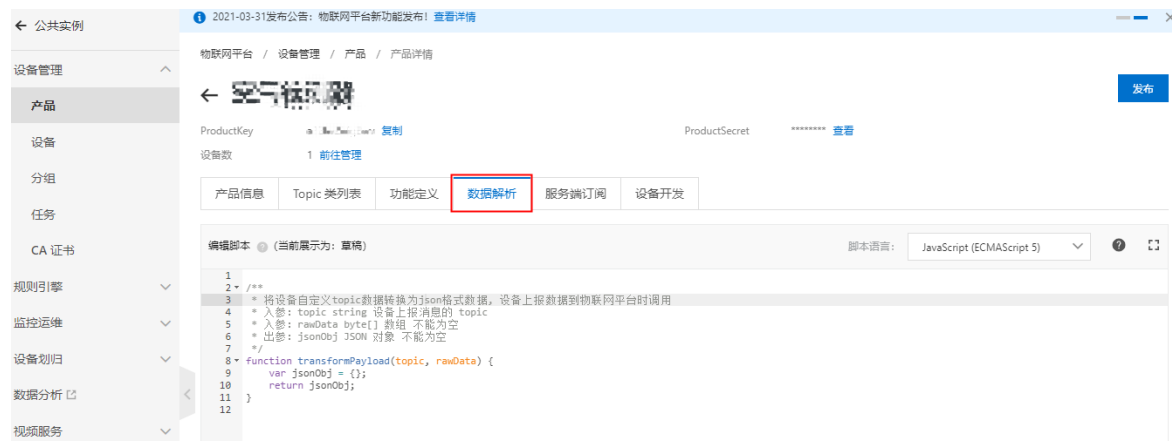 ← 公共实例
2021-03-31发布公告：物联网平台新功能发布！查看详情
设备管理
产品
设备
分组
任务
CA 证书
规则引擎
监控运维
设备划归
数据分析
视频服务
物联网平台 / 设备管理 / 产品 / 产品详情
发布
ProductKey 复制
ProductSecret ******** 查看
设备数 1 前往管理
产品信息 Topic 类列表 功能定义 数据解析 服务端订阅 设备开发
编辑脚本 (当前展示为：草稿) 脚本语言： JavaScript (ECMAScript 5)
1
2 /**
3 * 将设备自定义topic数据转换为json格式数据, 设备上报数据到物联网平台时调用
4 * 入参：topic string 设备上报消息的 topic
5 * 入参：rawData byte[] 数组 不能为空
6 * 出参：jsonObj JSON 对象 不能为空
7 */
8 function transformPayload(topic, rawData) {
9 var jsonObj = {};
10 return jsonObj;
11 }
12